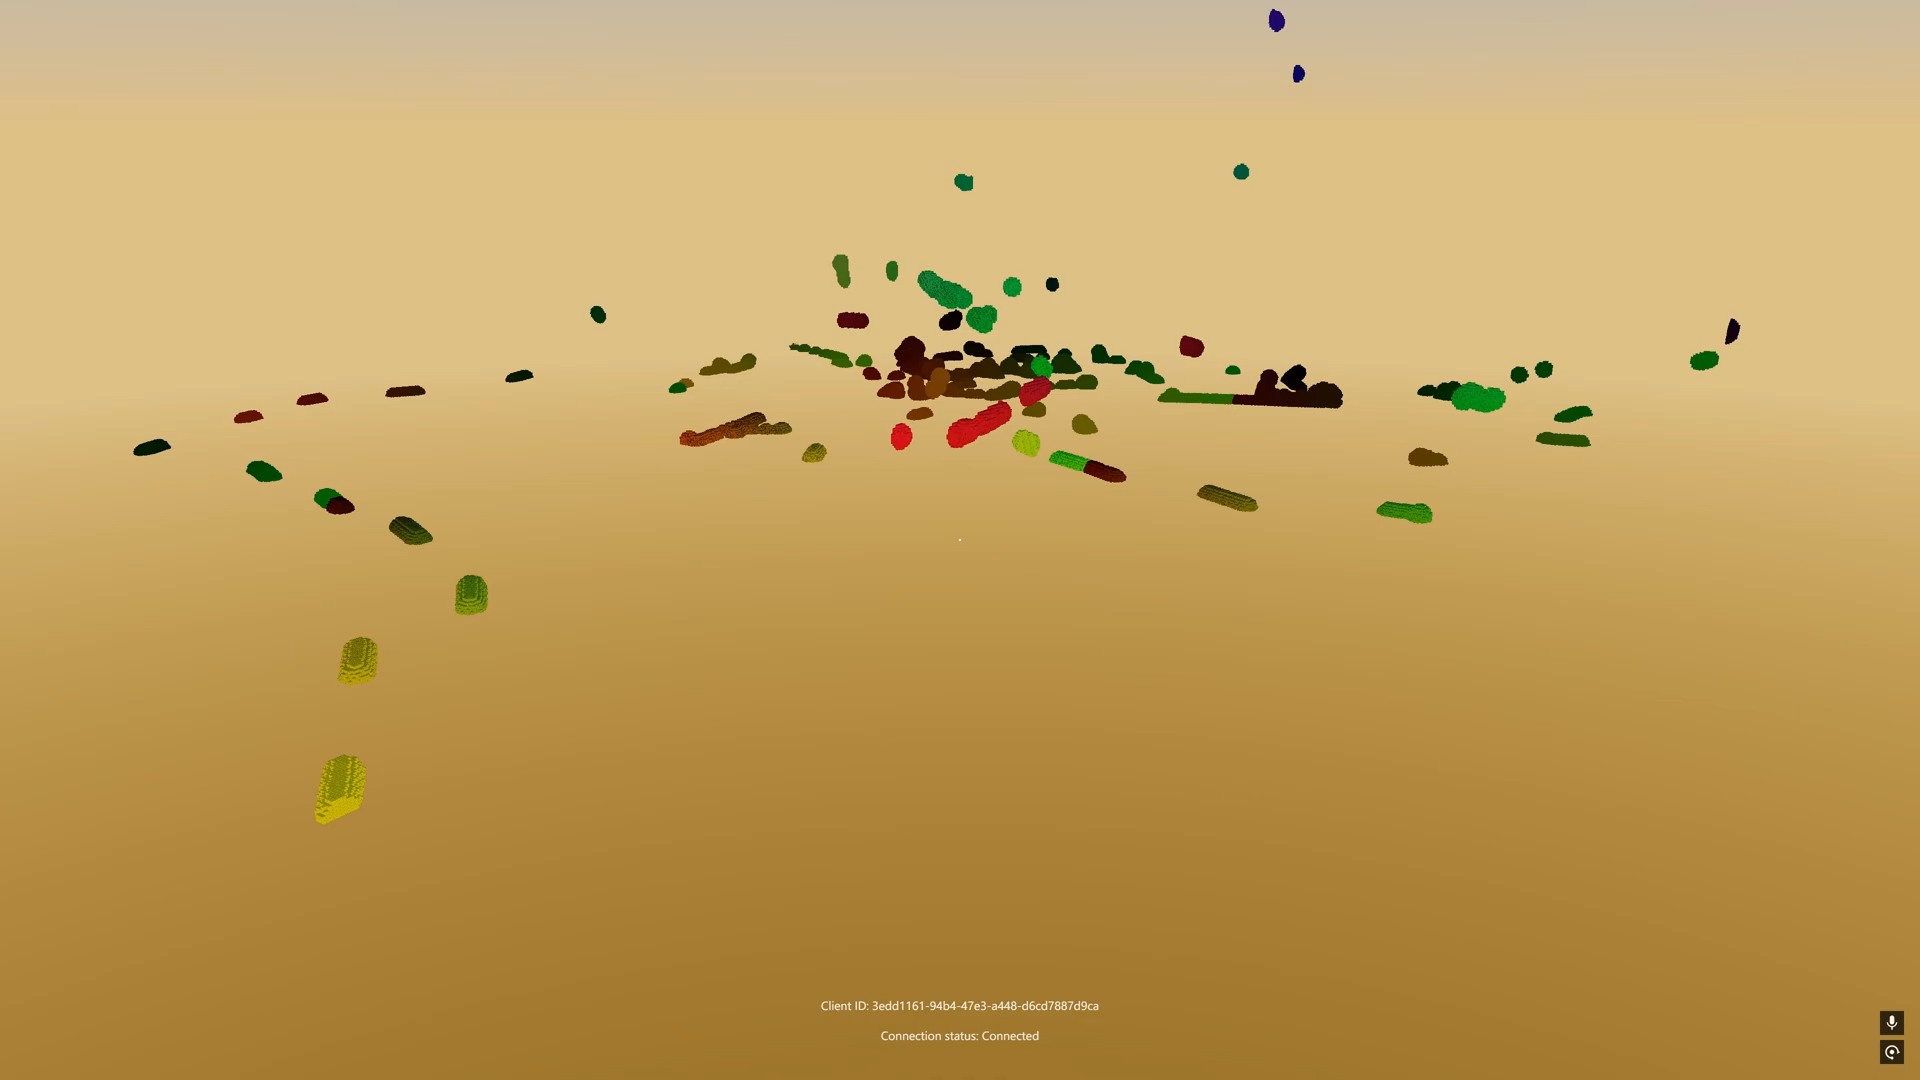 Client ID: 3edd1161-94b4-47e3-a448-d6cd7887d9ca
Connection status: Connected